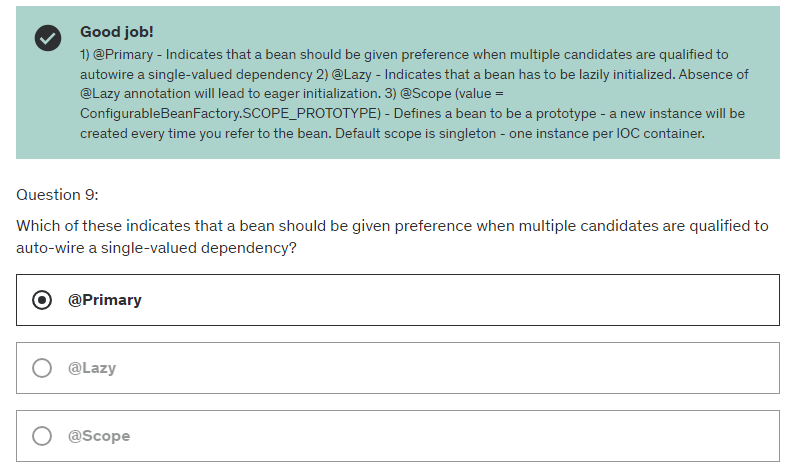 Good job!
1) @Primary - Indicates that a bean should be given preference when multiple candidates are qualified to
autowire a single-valued dependency 2) @Lazy - Indicates that a bean has to be lazily initialized. Absence of
@Lazy annotation will lead to eager initialization. 3) @Scope (value =
ConfigurableBeanFactory.SCOPE_PROTOTYPE) - Defines a bean to be a prototype - a new instance will be
created every time you refer to the bean. Default scope is singleton - one instance per IOC container.
Question 9:
Which of these indicates that a bean should be given preference when multiple candidates are qualified to
auto-wire a single-valued dependency?
@Primary
@Lazy
@Scope